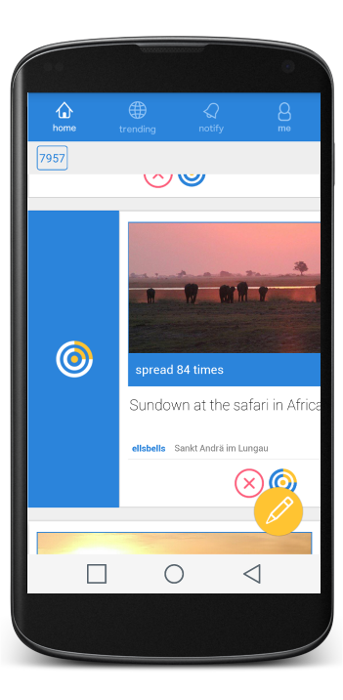 home
trending
notify
me
7957
spread 84 times
Sundown at the safari in Africa
ellsbells Sankt Andrä im Lungau